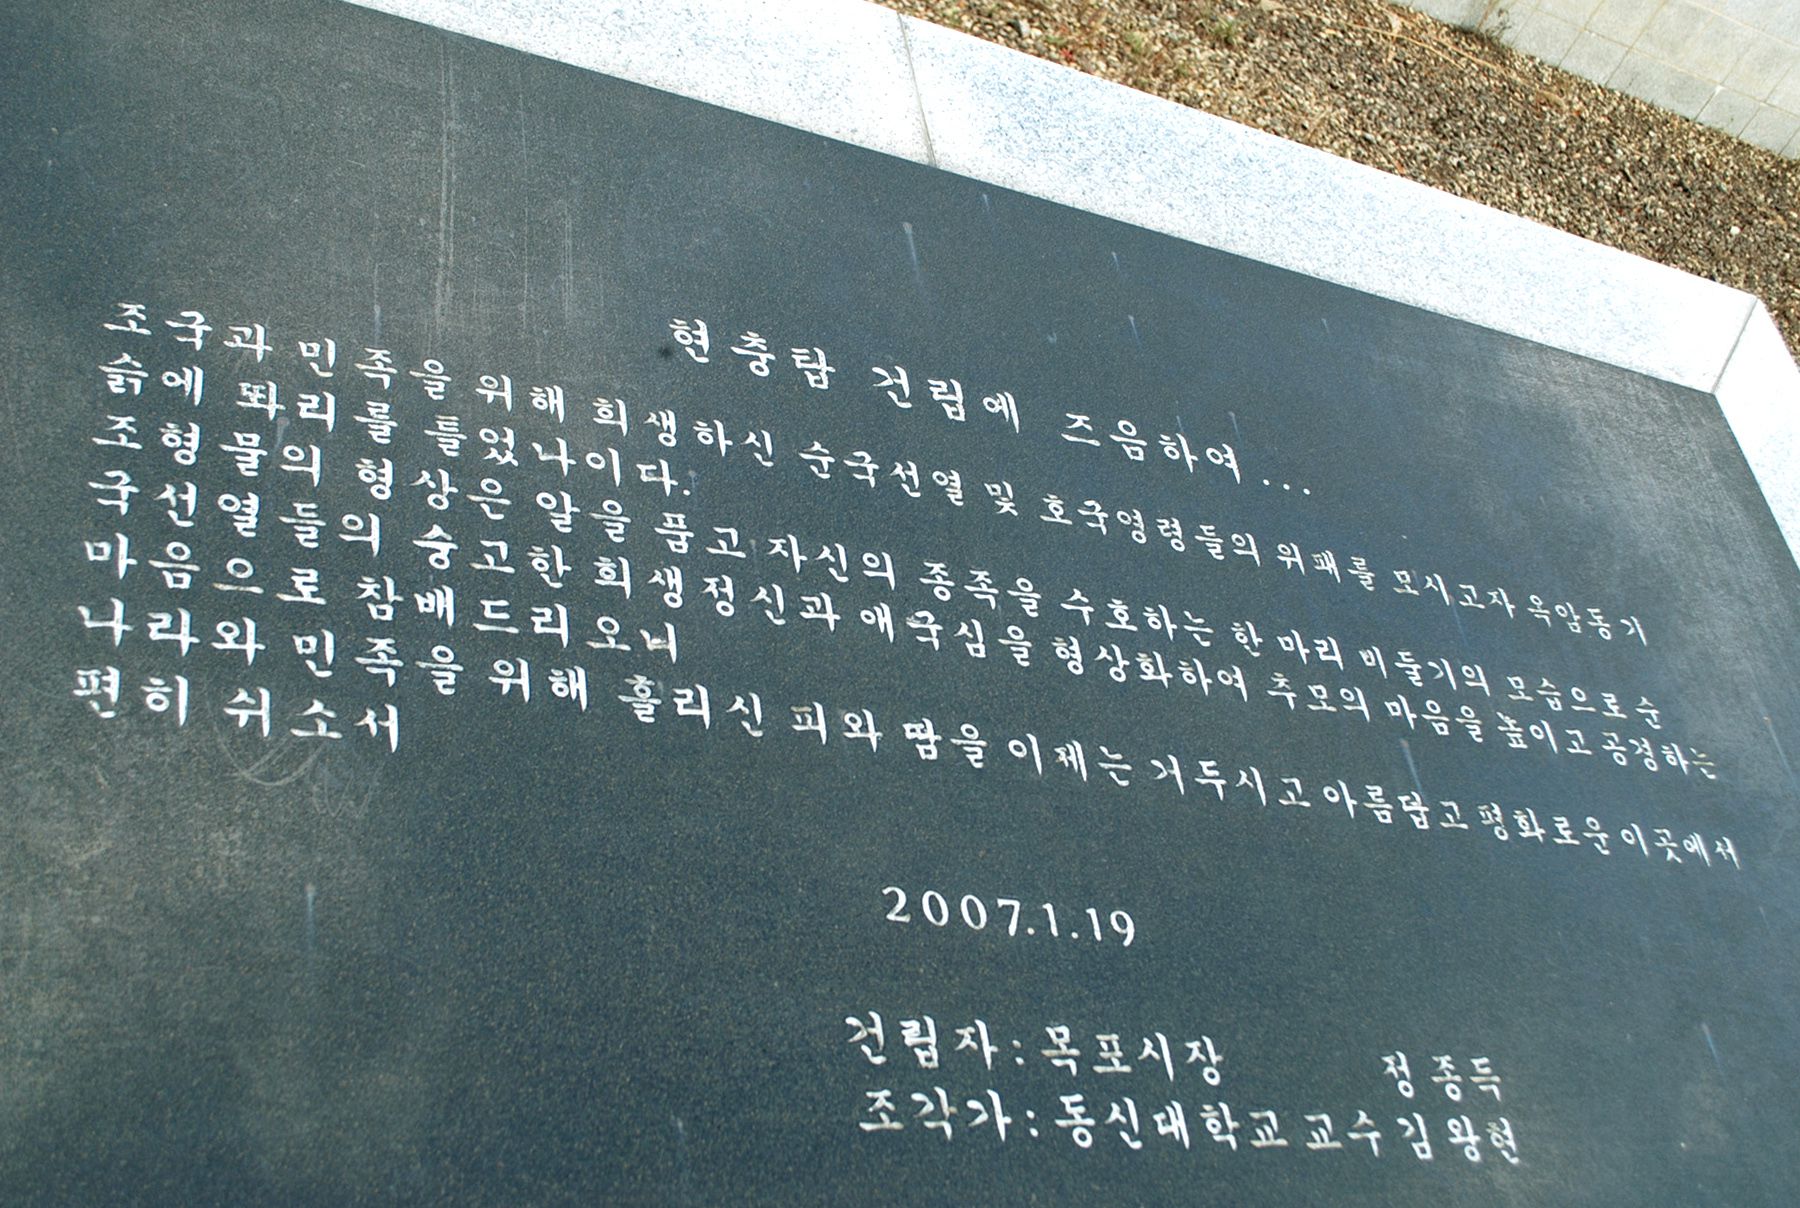 현충탑 건립에 즈음하여...
조국과 민족을 위해 희생하신 순국선열 및 호국영령들의 위패를 모시고자 옥암동기
슭에 똬리를 틀었나이다.
조형물의 형상은 알을 품고 자신의 종족을 수호하는 한 마리 비둘기의 모습으로 순
국선열들의 숭고한 희생정신과 애국심을 형상화하여 추모의 마음을 높이고 공경하는
마음으로 참배드리오니
나라와 민족을 위해 흘리신 피와 땀을 이제는 거두시고 아름답고 평화로운 이곳에서
편히 쉬소서
2007.1.19
건립자:목포시장 정종득
조각가:동신대학교 교수김왕현